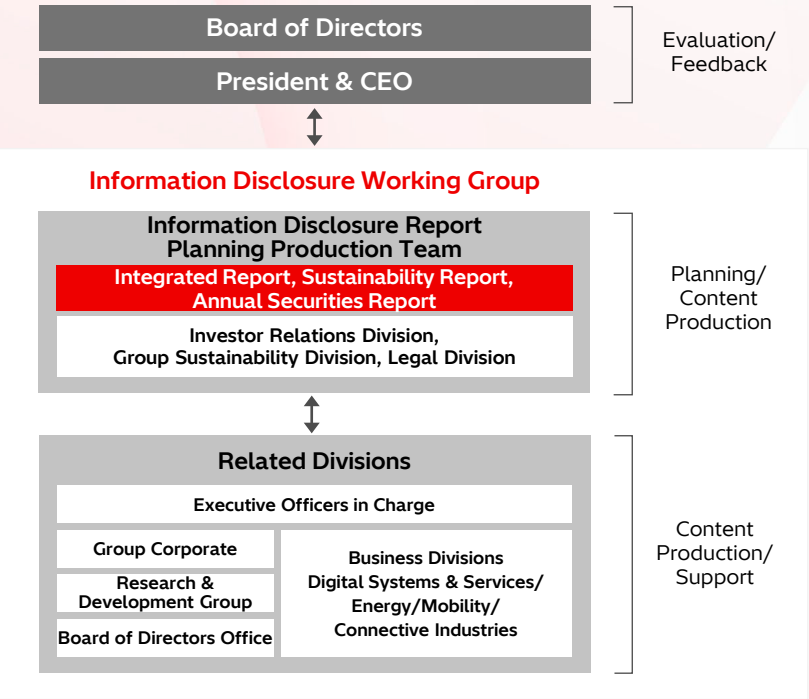 Board of Directors
President & CEO
Evaluation/
Feedback
Information Disclosure Working Group
Information Disclosure Report
Planning Production Team
Integrated Report, Sustainability Report,
Annual Securities Report
Investor Relations Division,
Group Sustainability Division, Legal Division
Planning/
Content
Production
Related Divisions
Executive Officers in Charge
Group Corporate
Research &
Development Group
Board of Directors Office
Business Divisions
Digital Systems & Services/
Energy/Mobility/
Connective Industries
Content
Production/
Support